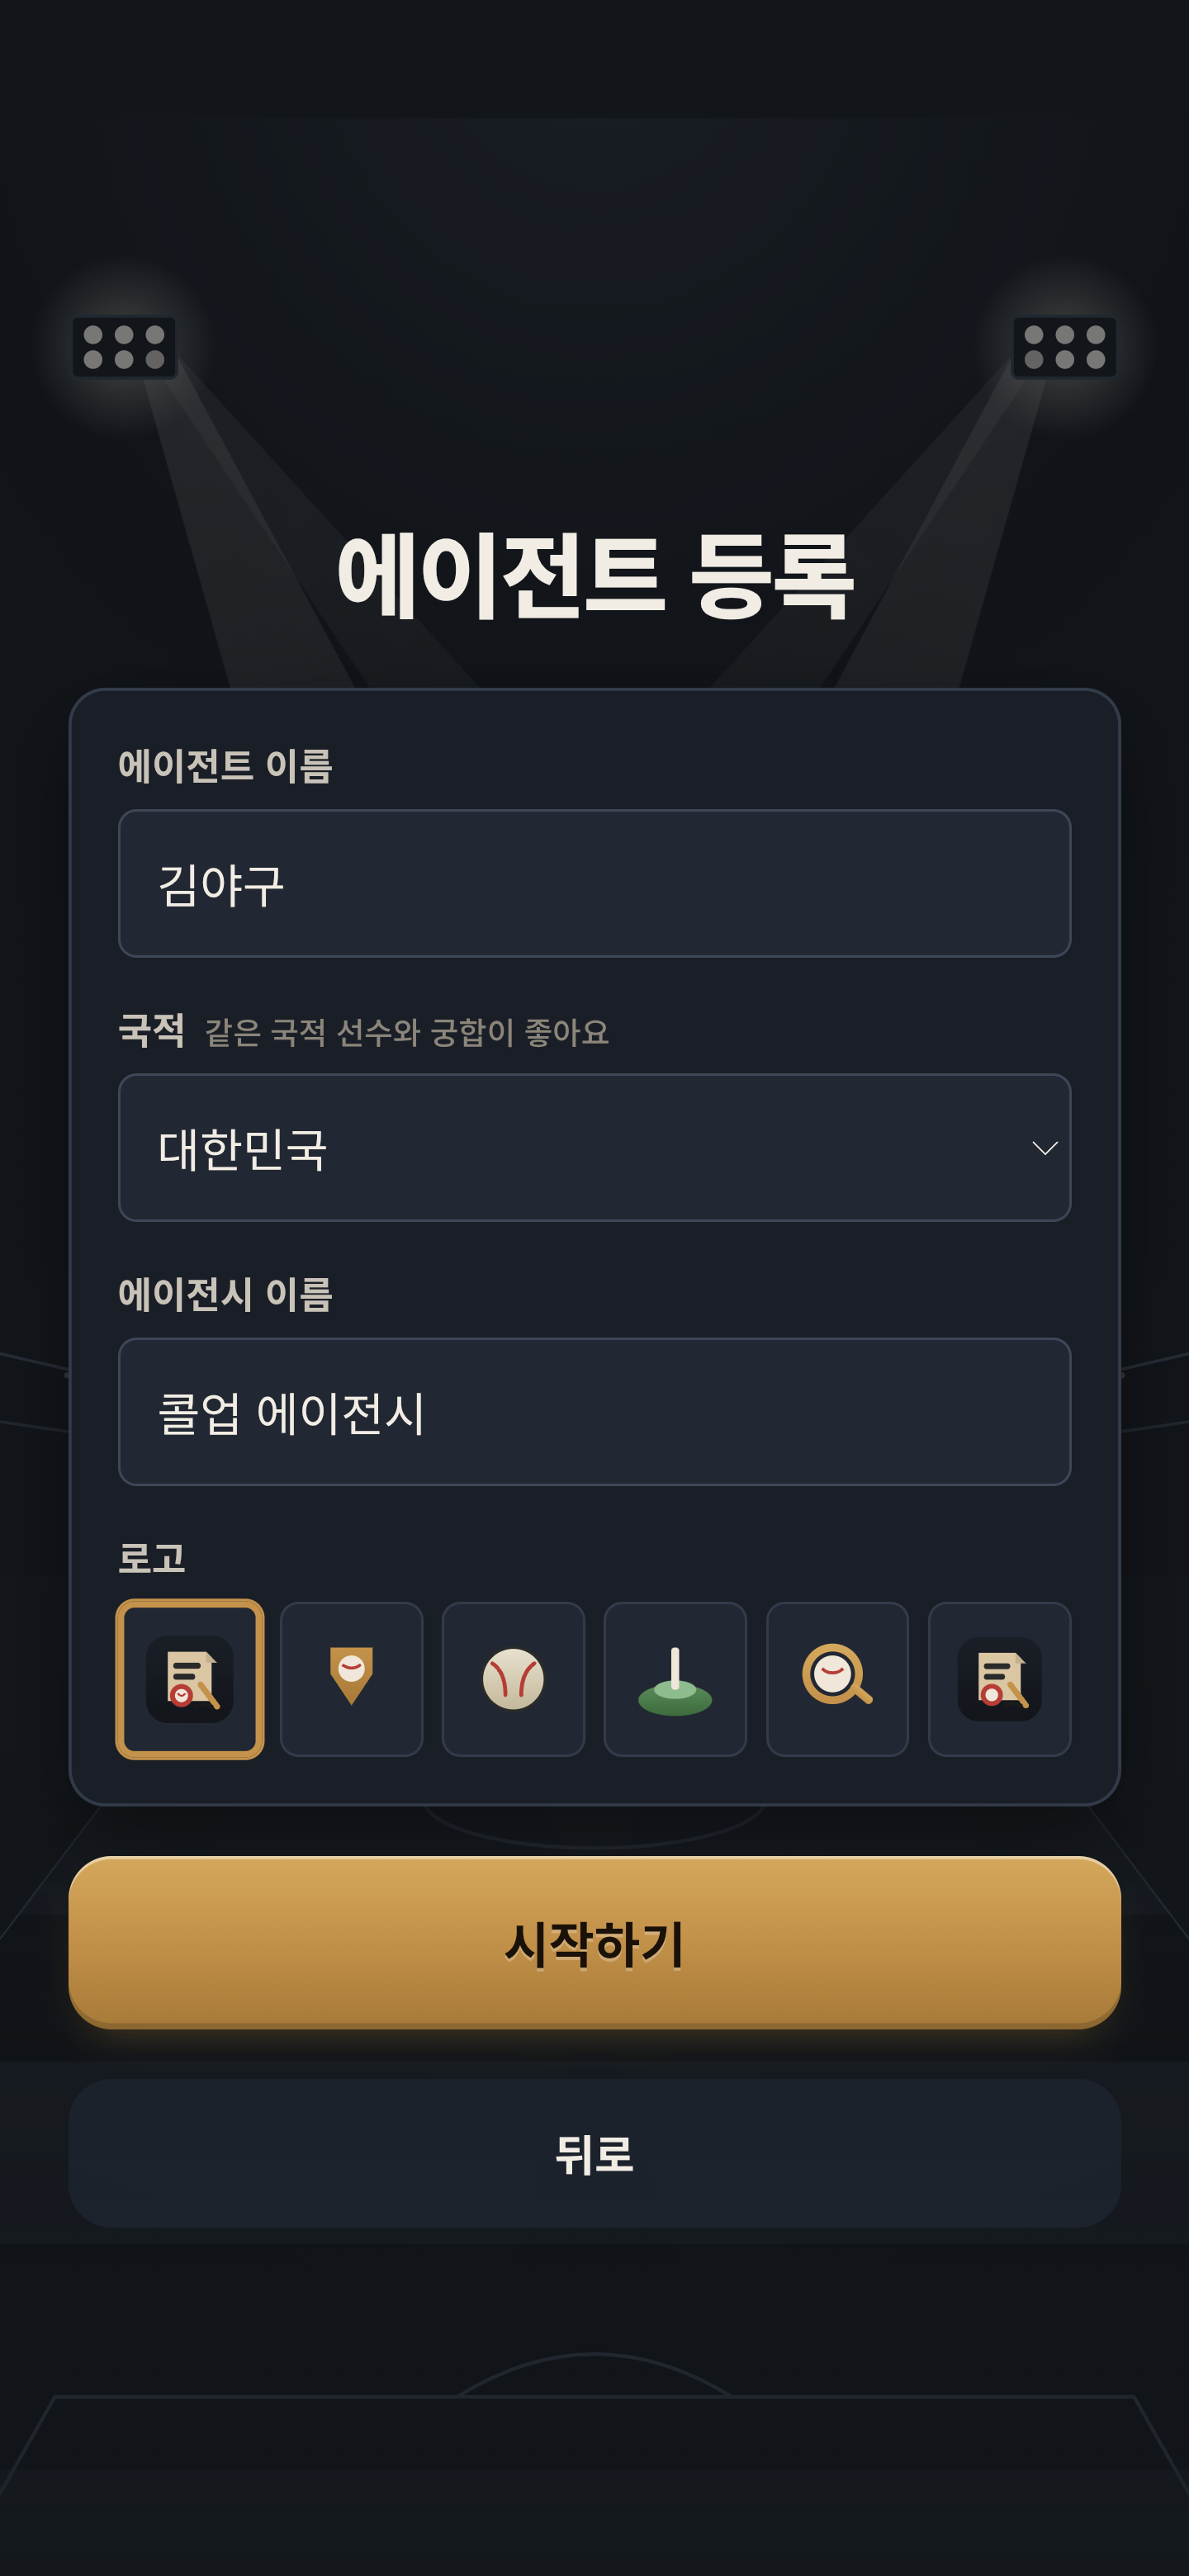 에이전트 등록
에이전트 이름
김야구
국적 같은 국적 선수와 궁합이 좋아요
대한민국
에이전시 이름
콜업 에이전시
로고
시작하기
뒤로